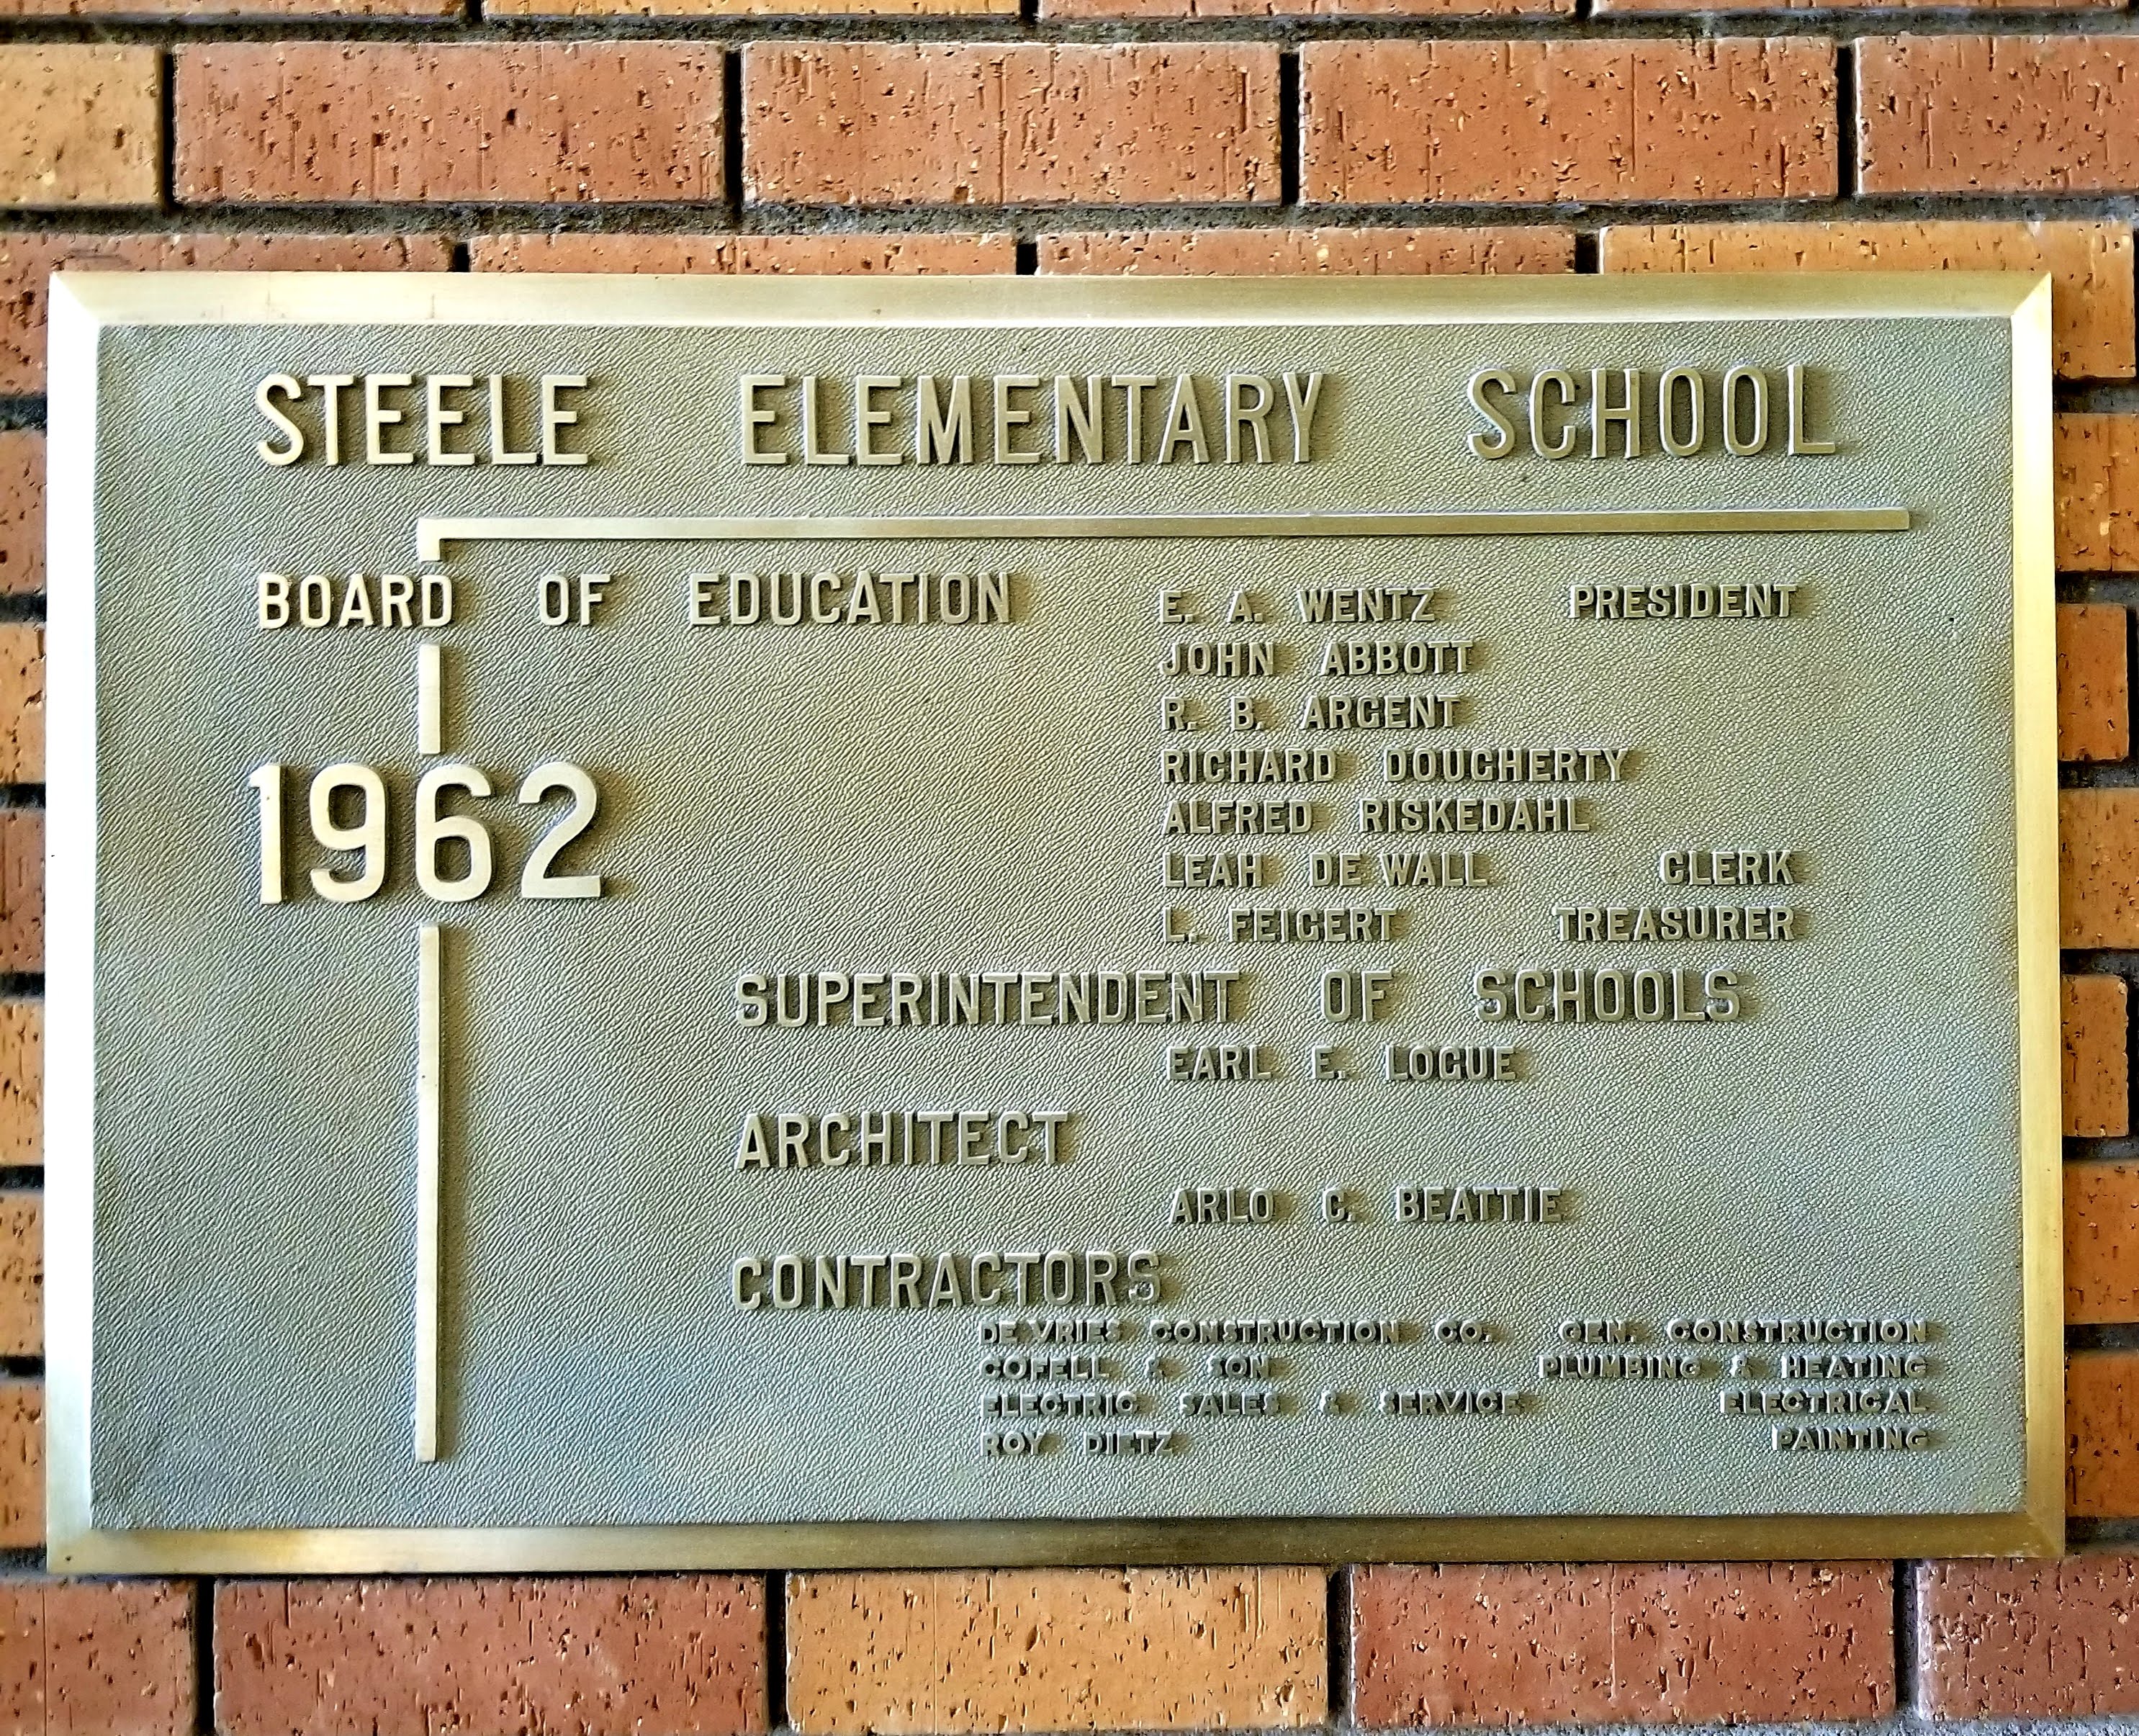 STEELE ELEMENTARY SCHOOL
BOARD OF EDUCATION
1962
E. A. WENTZ PRESIDENT
JOHN ABBOTT
R. B. ARGENT
RICHARD DOUGHERTY
ALFRED RISKEDAHL
LEAH DE WALL CLERK
L. FEIGERT TREASURER
SUPERINTENDENT OF SCHOOLS
EARL E. LOGUE
ARCHITECT
ARLO C. BEATTIE
CONTRACTORS
DE VRIES CONSTRUCTION CO. GEN. CONSTRUCTION
COFELL & SON PLUMBING & HEATING
ELECTRIC SALES & SERVICE ELECTRICAL
ROY DIETZ PAINTING